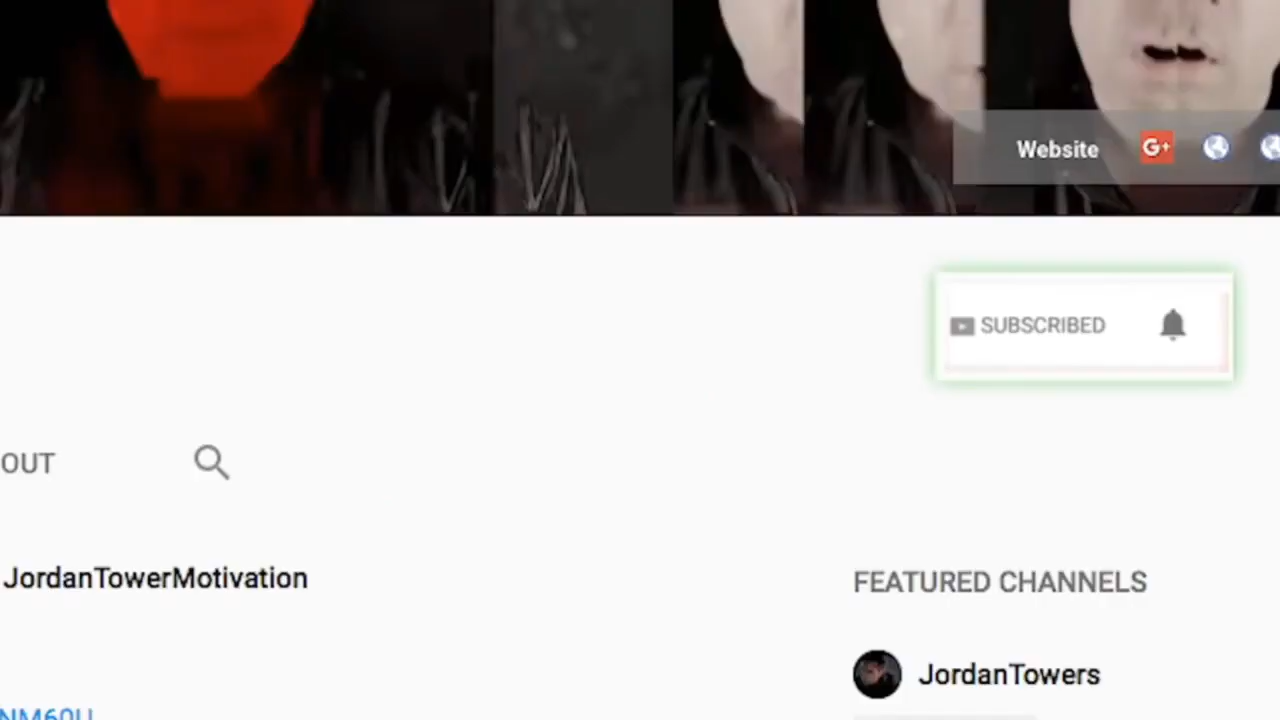 Website G+
SUBSCRIBED
OUT
JordanTowerMotivation
FEATURED CHANNELS
JordanTowers